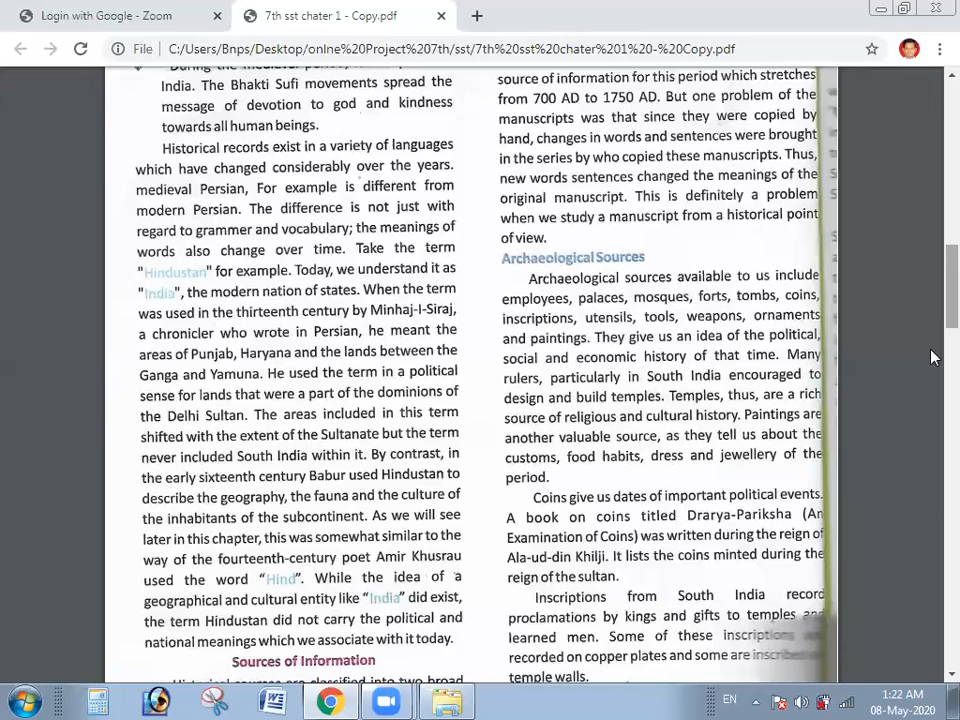 Login with Google - Zoom
7th sst chater 1 - Copy.pdf
File
C:/Users/Bnps/Desktop/onlne%20Project%207th/sst/7th%20sst%20chater%201%20-%20Copy.pdf
India. The Bhakti Sufi movements spread the
message of devotion to god and kindness
towards all human beings.
Historical records exist in a variety of languages
which have changed considerably over the years.
medieval Persian, For example is different from
modern Persian. The difference is not just with
regard to grammer and vocabulary; the meanings of
words also change over time. Take the term
"Hindustan" for example. Today, we understand it as
"India", the modern nation of states. When the term
was used in the thirteenth century by Minhaj-I-Siraj,
a chronicler who wrote in Persian, he meant the
areas of Punjab, Haryana and the lands between the
Ganga and Yamuna. He used the term in a political
sense for lands that were a part of the dominions of
the Delhi Sultan. The areas included in this term
shifted with the extent of the Sultanate but the term
never included South India within it. By contrast, in
the early sixteenth century Babur used Hindustan to
describe the geography, the fauna and the culture of
the inhabitants of the subcontinent. As we will see
later in this chapter, this was somewhat similar to the
way of the fourteenth-century poet Amir Khusrau
used the word "Hind". While the idea of a
geographical and cultural entity like "India" did exist,
the term Hindustan did not carry the political and
national meanings which we associate with it today.
Sources of Information
source of information for this period which stretches
from 700 AD to 1750 AD. But one problem of the
manuscripts was that since they were copied by
hand, changes in words and sentences were brought
in the series by who copied these manuscripts. Thus,
new words sentences changed the meanings of the
original manuscript. This is definitely a problem
when we study a manuscript from a historical point
of view.
Archaeological Sources
Archaeological sources available to us include
employees, palaces, mosques, forts, tombs, coins,
inscriptions, utensils, tools, weapons, ornaments
and paintings. They give us an idea of the political,
social and economic history of that time. Many
rulers, particularly in South India encouraged to
design and build temples. Temples, thus, are a rich
source of religious and cultural history. Paintings are
another valuable source, as they tell us about the
customs, food habits, dress and jewellery of the
period.
Coins give us dates of important political events.
A book on coins titled Drarya-Pariksha (An
Examination of Coins) was written during the reign of
Ala-ud-din Khilji. It lists the coins minted during the
reign of the sultan.
Inscriptions from South India record
proclamations by kings and gifts to temples and
learned men. Some of these inscriptions
recorded on copper plates and some are inscribed
temple walls.
EN
1:22 AM
08-May-2020